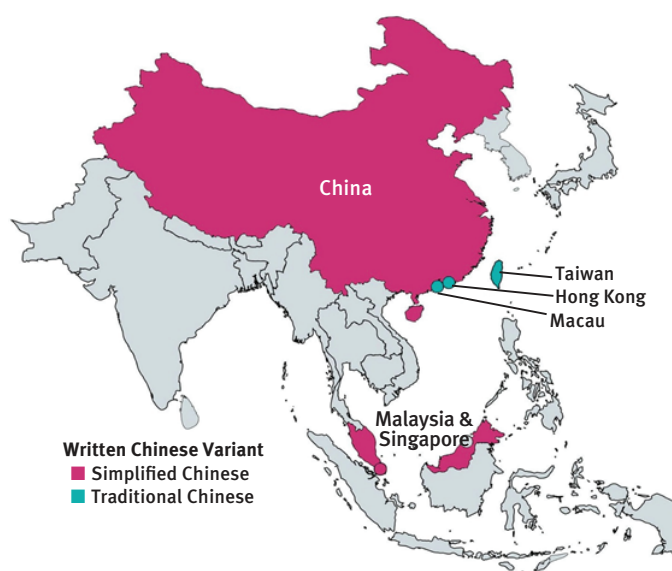 China
Taiwan
Hong Kong
Macau
Malaysia &
Singapore
Written Chinese Variant
Simplified Chinese
Traditional Chinese